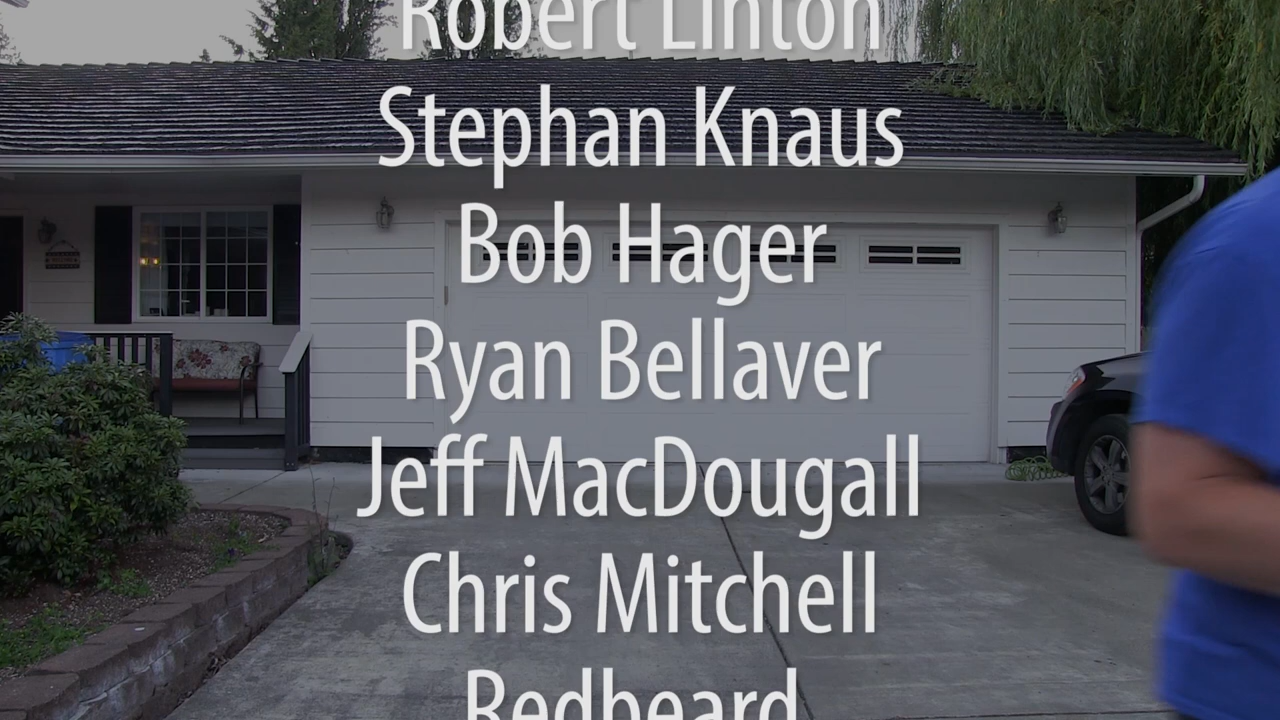 Robert Linton
Stephan Knaus
Bob Hager
Ryan Bellaver
Jeff MacDougall
Chris Mitchell
Redbeard